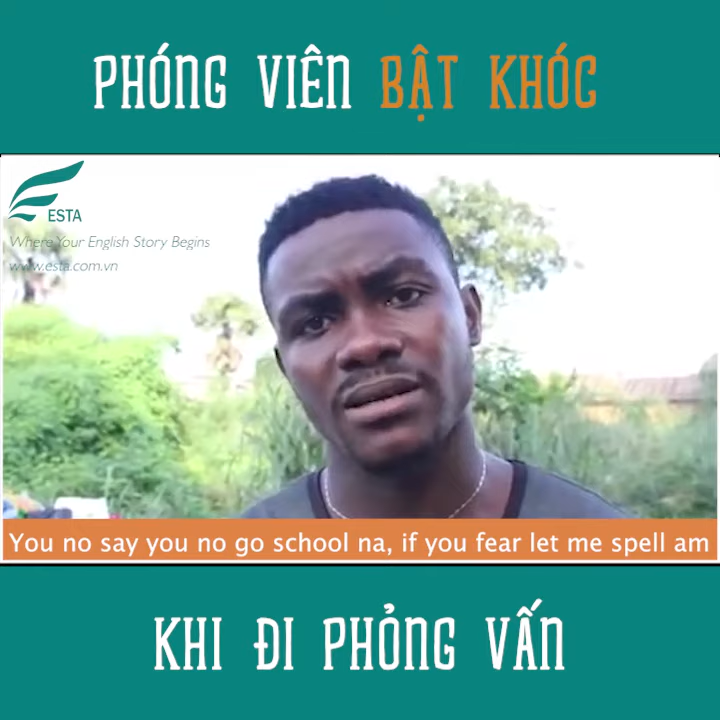 PHÓNG VIÊN BẬT KHÓC
ESTA
Where Your English Story Begins
www.esta.com.vn
You no say you no go school na, if you fear let me spell am
KHI ĐI PHỎNG VẤN